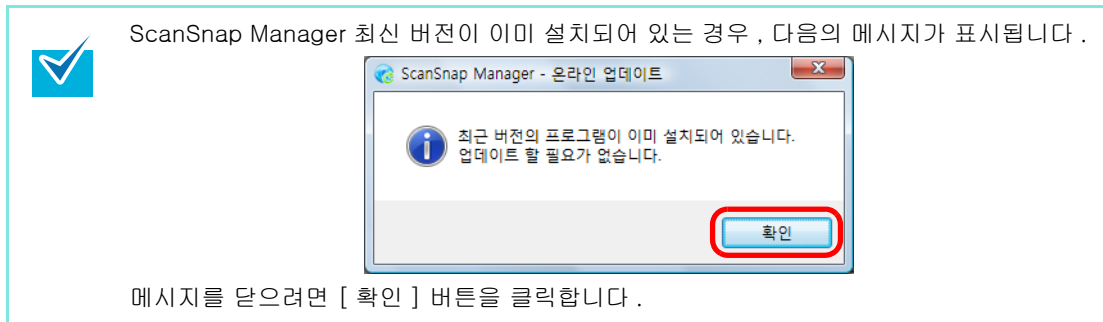 ScanSnap Manager 최신 버전이 이미 설치되어 있는 경우 , 다음의 메시지가 표시됩니다 .
ScanSnap Manager - 온라인 업데이트
최근 버전의 프로그램이 이미 설치되어 있습니다.
업데이트 할 필요가 없습니다.
확인
메시지를 닫으려면 [ 확인 ] 버튼을 클릭합니다 .